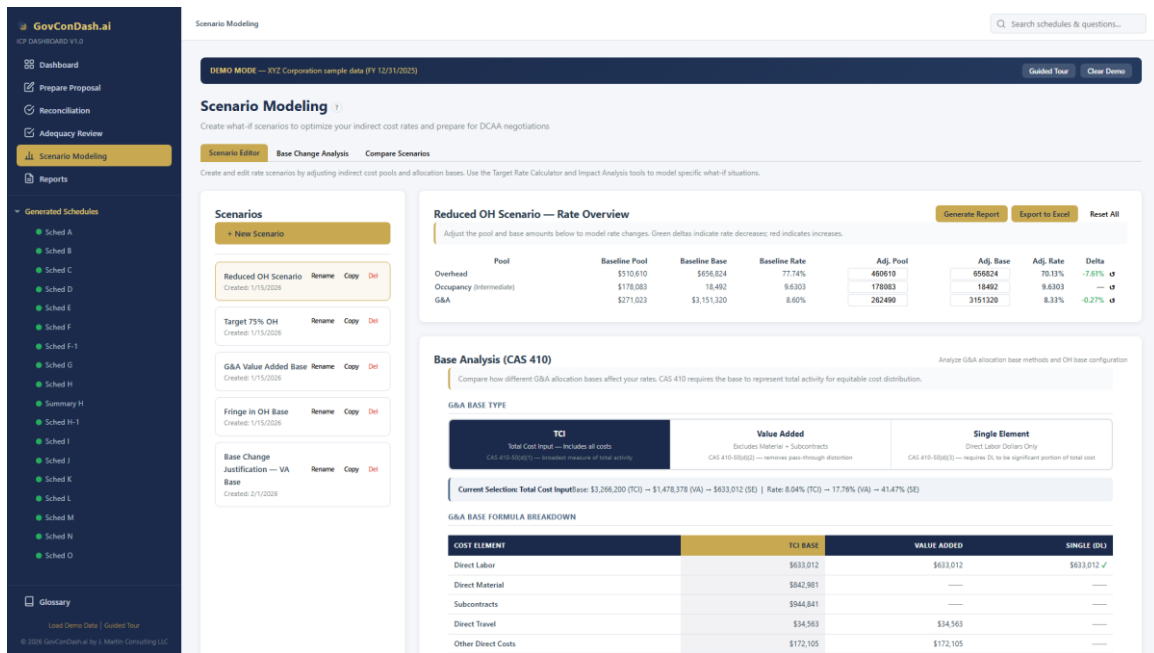 GovConDash.ai
ICP DASHBOARD V1.0
Dashboard
Prepare Proposal
Reconciliation
Adequacy Review
Scenario Modeling
Reports
Generated Schedules
Sched A
Sched B
Sched C
Sched D
Sched E
Sched F
Sched F-1
Sched G
Sched H
Summary H
Sched H-1
Sched I
Sched J
Sched K
Sched L
Sched M
Sched N
Sched O
Glossary
Load Demo Data | Guided Tour
© 2026 GovConDash.ai by J. Martin Consulting LLC
Scenario Modeling
Search schedules & questions...
DEMO MODE — XYZ Corporation sample data (FY 12/31/2025)
Guided Tour
Clear Demo
Scenario Modeling ?
Create what-if scenarios to optimize your indirect cost rates and prepare for DCAA negotiations
Scenario Editor Base Change Analysis Compare Scenarios
Create and edit rate scenarios by adjusting indirect cost pools and allocation bases. Use the Target Rate Calculator and Impact Analysis tools to model specific what-if situations.
Scenarios
+ New Scenario
Reduced OH Scenario Rename Copy Del
Created: 1/15/2026
Target 75% OH Rename Copy Del
Created: 1/15/2026
G&A Value Added Base Rename Copy Del
Created: 1/15/2026
Fringe in OH Base Rename Copy Del
Created: 1/15/2026
Base Change
Justification — VA Rename Copy Del
Base
Created: 2/1/2026
Reduced OH Scenario — Rate Overview
Generate Report Export to Excel Reset All
Adjust the pool and base amounts below to model rate changes. Green deltas indicate rate decreases; red indicates increases.
Pool Baseline Pool Baseline Base Baseline Rate Adj. Pool Adj. Base Adj. Rate Delta
Overhead $510,610 $656,824 77.74% 460610 656824 70.13% -7.61% ↺
Occupancy (Intermediate) $178,083 18,492 9.6303 178083 18492 9.6303 — ↺
G&A $271,023 $3,151,320 8.60% 262490 3151320 8.33% -0.27% ↺
Base Analysis (CAS 410)
Analyze G&A allocation base methods and OH base configuration
Compare how different G&A allocation bases affect your rates. CAS 410 requires the base to represent total activity for equitable cost distribution.
G&A BASE TYPE
TCI
Total Cost Input — Includes all costs
CAS 410-50(d)(1) — broadest measure of total activity
Value Added
Excludes Material + Subcontracts
CAS 410-50(d)(2) — removes pass-through distortion
Single Element
Direct Labor Dollars Only
CAS 410-50(d)(3) — requires DL to be significant portion of total cost
Current Selection: Total Cost InputBase: $3,266,200 (TCI) → $1,478,378 (VA) → $633,012 (SE) | Rate: 8.04% (TCI) → 17.76% (VA) → 41.47% (SE)
G&A BASE FORMULA BREAKDOWN
COST ELEMENT TCI BASE VALUE ADDED SINGLE (DL)
Direct Labor $633,012 $633,012 $633,012 ✓
Direct Material $842,981 — —
Subcontracts $944,841 — —
Direct Travel $34,563 $34,563 —
Other Direct Costs $172,105 $172,105 —